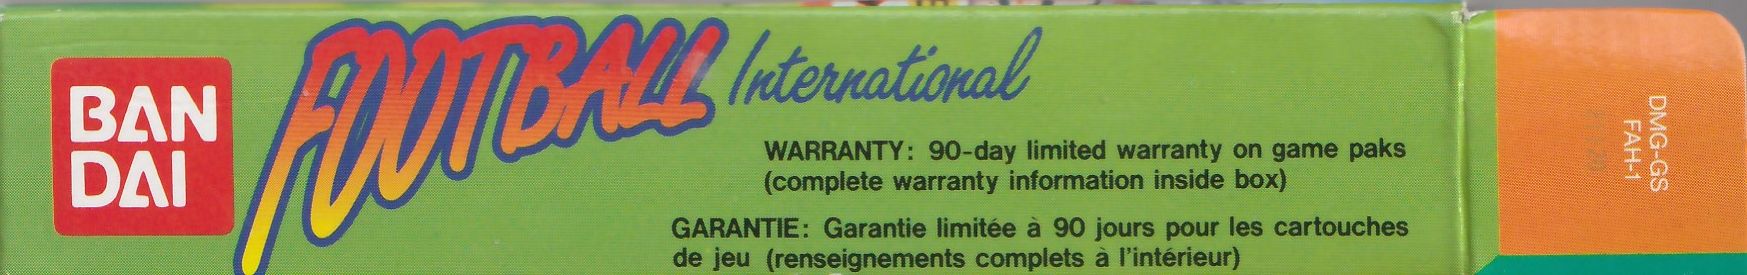 BAN
DAI
FOOTBALL International
WARRANTY: 90-day limited warranty on game paks
(complete warranty information inside box)
GARANTIE: Garantie limitée à 90 jours pour les cartouches
de jeu (renseignements complets à l'intérieur)
DMG-GS
FAH-1